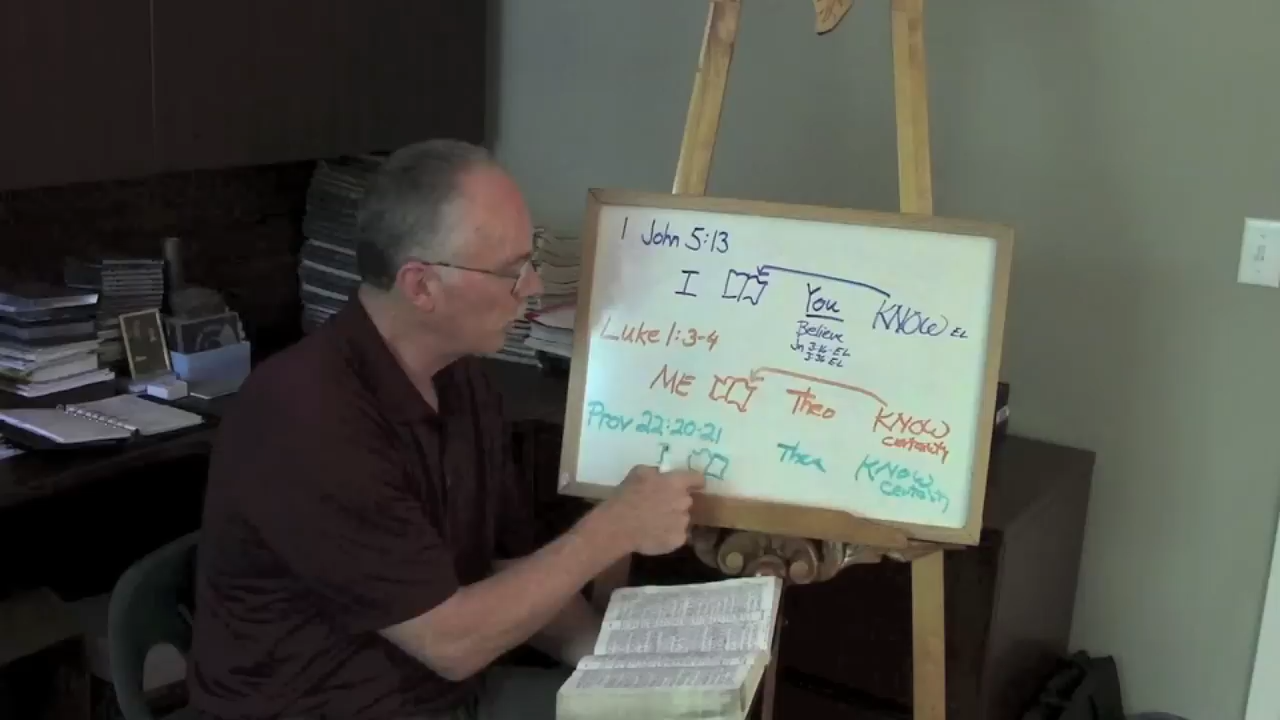 1 John 5:13
I You KNOW EL
Believe
Jn 3:16-EL
3:36 EL
Luke 1:3-4
ME Theo KNOW
certainty
Prov 22:20-21
I Thee KNOW
Certainty